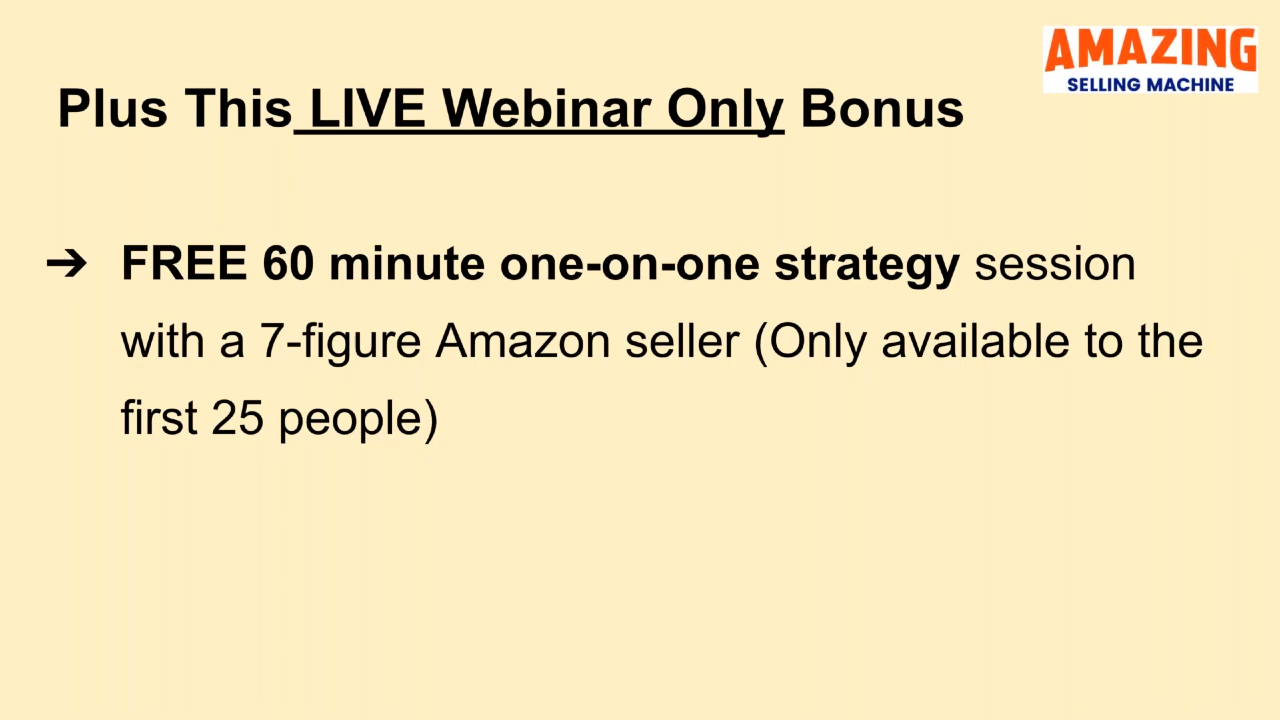 AMAZING
SELLING MACHINE
Plus This LIVE Webinar Only Bonus
➔ FREE 60 minute one-on-one strategy session
with a 7-figure Amazon seller (Only available to the
first 25 people)